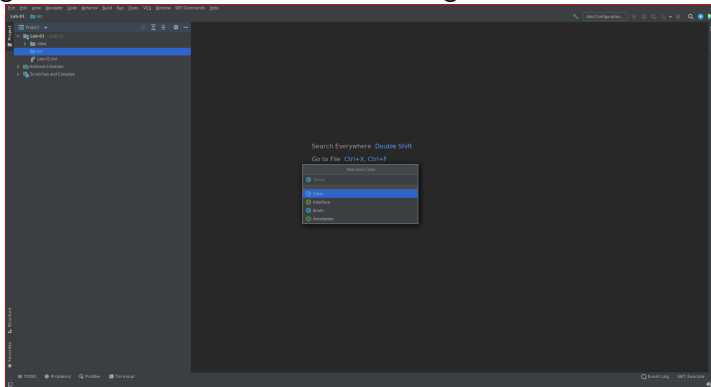 File Edit View Navigate Code Refactor Build Run Tools VCS Window SBT Commands Help
Lab-01 src
Add Configuration...
Project
Project
Lab-01
.idea
src
Lab-01.iml
External Libraries
Scratches and Consoles
Search Everywhere Double Shift
Go to File Ctrl+X, Ctrl+F
New Java Class
Name
Class
Interface
Enum
Annotation
Structure
Favorites
TODO Problems Profiler Terminal
Event Log SBT Execute